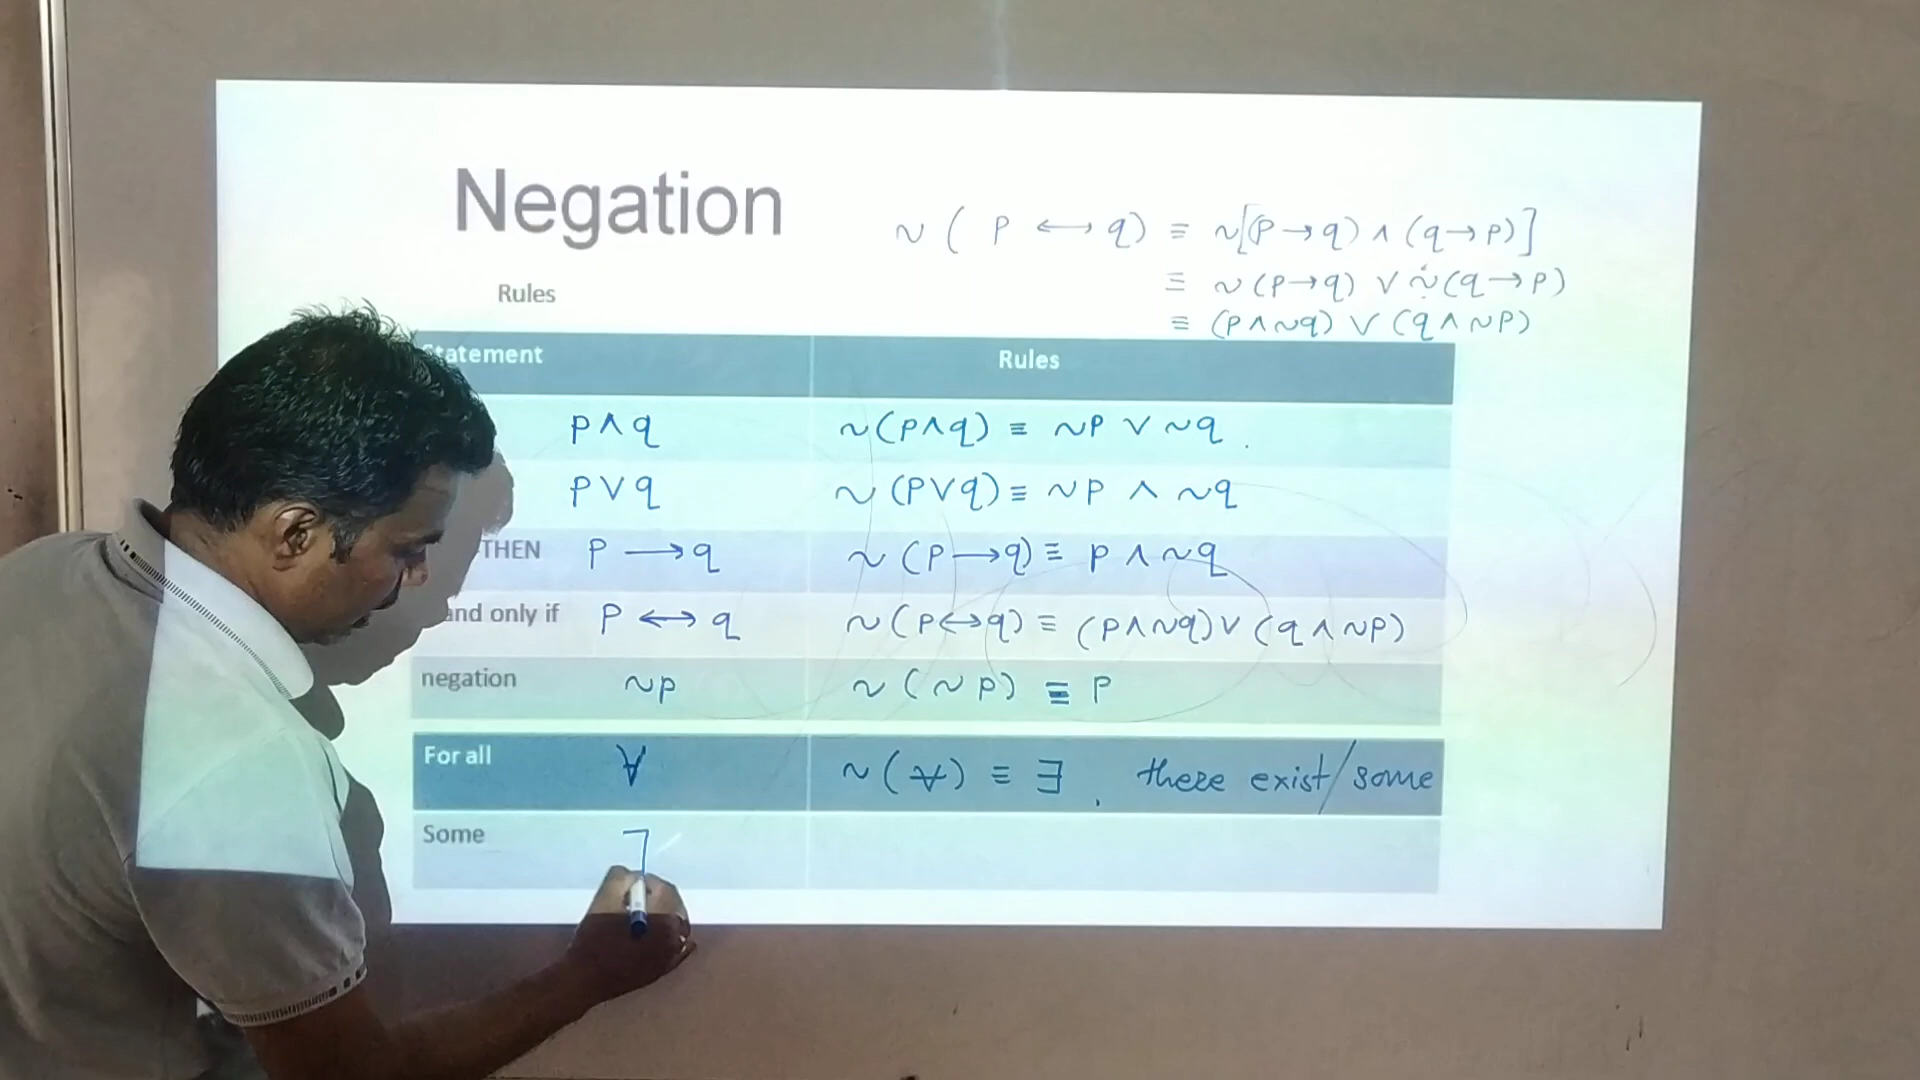 Negation
~ ( p ⟷ q) ≡ ~[(p → q) ∧ (q → p)]
≡ ~ (p → q) ∨ ~(q → p)
≡ (p ∧ ~q) ∨ (q ∧ ~p)
Rules
Statement Rules
p ∧ q ~(p ∧ q) ≡ ~p ∨ ~q .
p ∨ q ~ (p ∨ q) ≡ ~p ∧ ~q
THEN p ⟶ q ~ (p → q) ≡ p ∧ ~q
and only if p ⟷ q ~ (p ↔ q) ≡ (p ∧ ~q) ∨ (q ∧ ~p)
negation ~p ~ (~p) ≡ p
For all ∀ ~ (∀) ≡ ∃ , there exist/some
Some